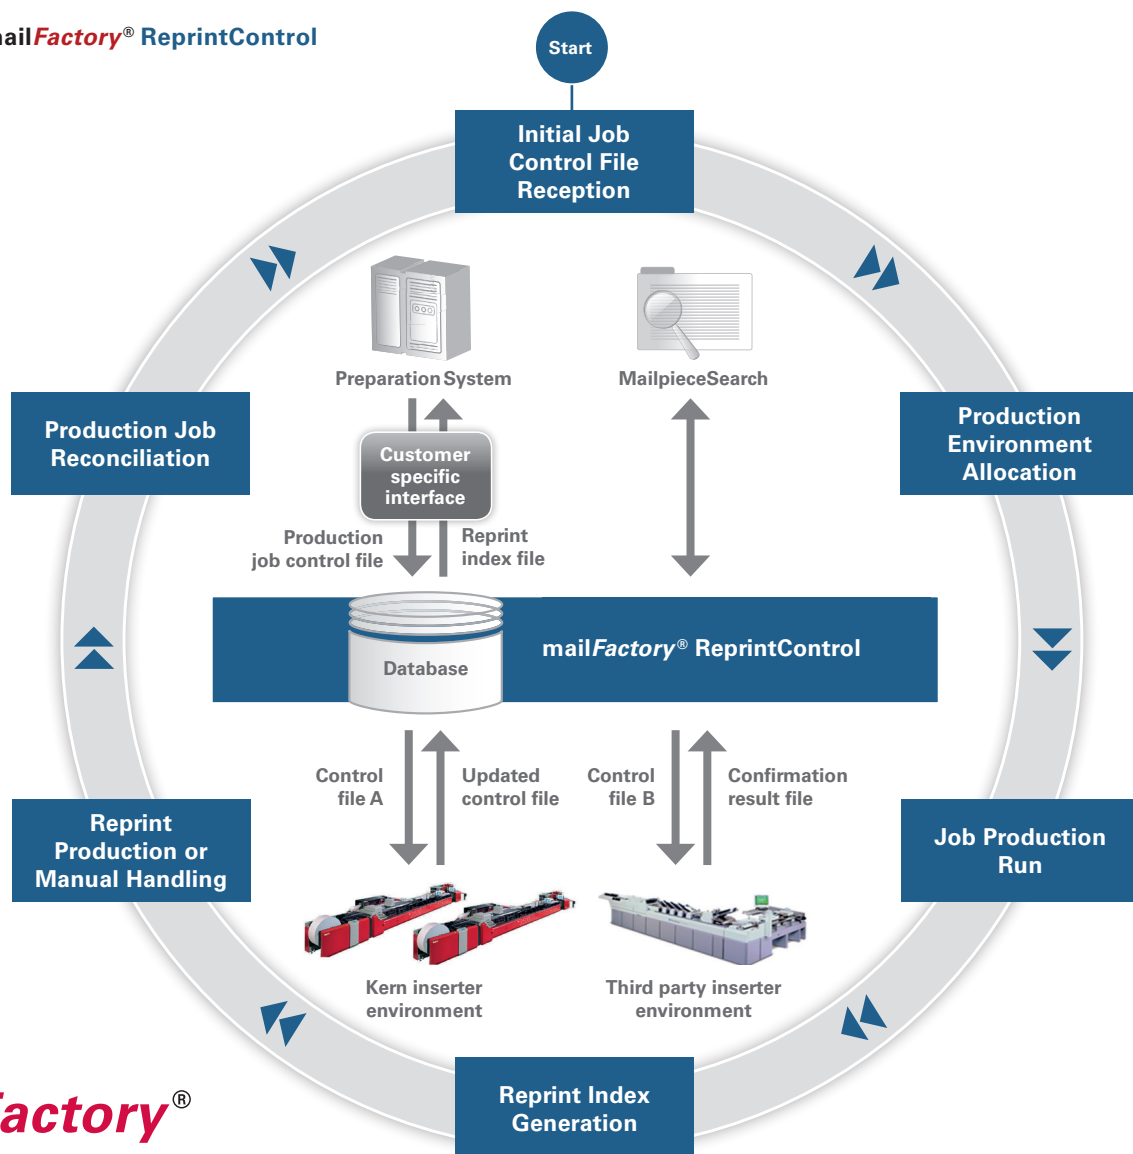 mailFactory® ReprintControl
Start
Initial Job
Control File
Reception
Preparation System
MailpieceSearch
Production Job
Reconciliation
Customer
specific
interface
Production
Environment
Allocation
Production
job control file
Reprint
index file
Database
mailFactory® ReprintControl
Control
file A
Updated
control file
Control
file B
Confirmation
result file
Reprint
Production or
Manual Handling
Job Production
Run
Kern inserter
environment
Third party inserter
environment
Reprint Index
Generation
Factory®